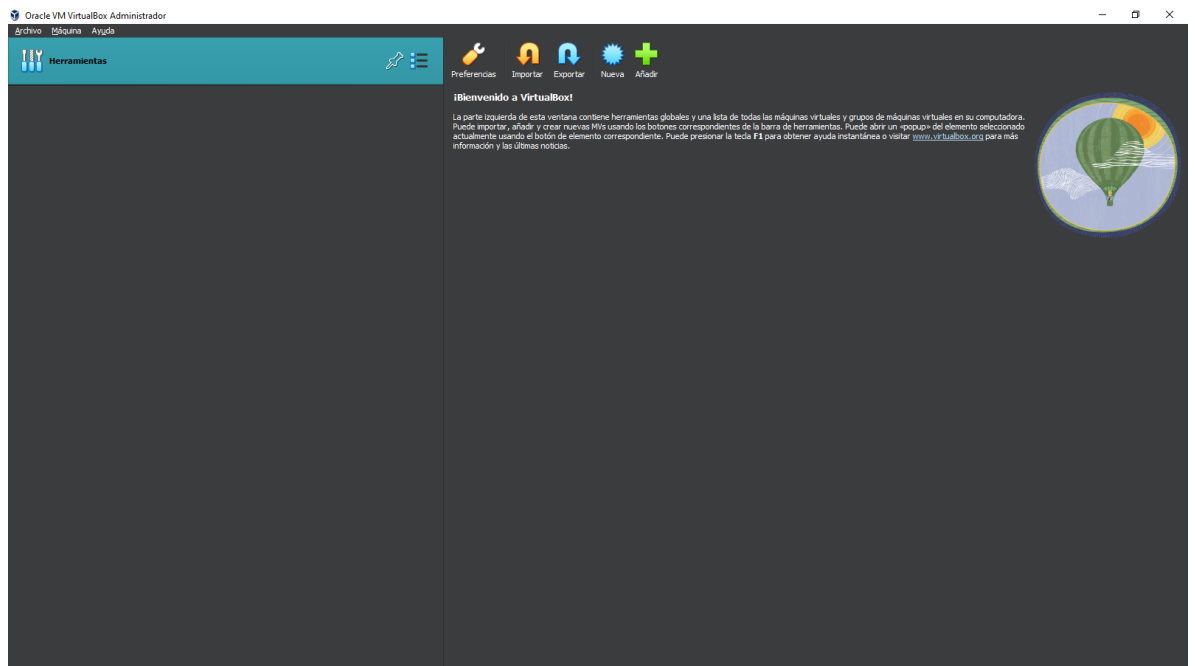 Oracle VM VirtualBox Administrador
Archivo Máquina Ayuda
Herramientas
Preferencias Importar Exportar Nueva Añadir
¡Bienvenido a VirtualBox!
La parte izquierda de esta ventana contiene herramientas globales y una lista de todas las máquinas virtuales y grupos de máquinas virtuales en su computadora.
Puede importar, añadir y crear nuevas MVs usando los botones correspondientes de la barra de herramientas. Puede abrir un «popup» del elemento seleccionado
actualmente usando el botón de elemento correspondiente. Puede presionar la tecla F1 para obtener ayuda instantánea o visitar www.virtualbox.org para más
información y las últimas noticias.